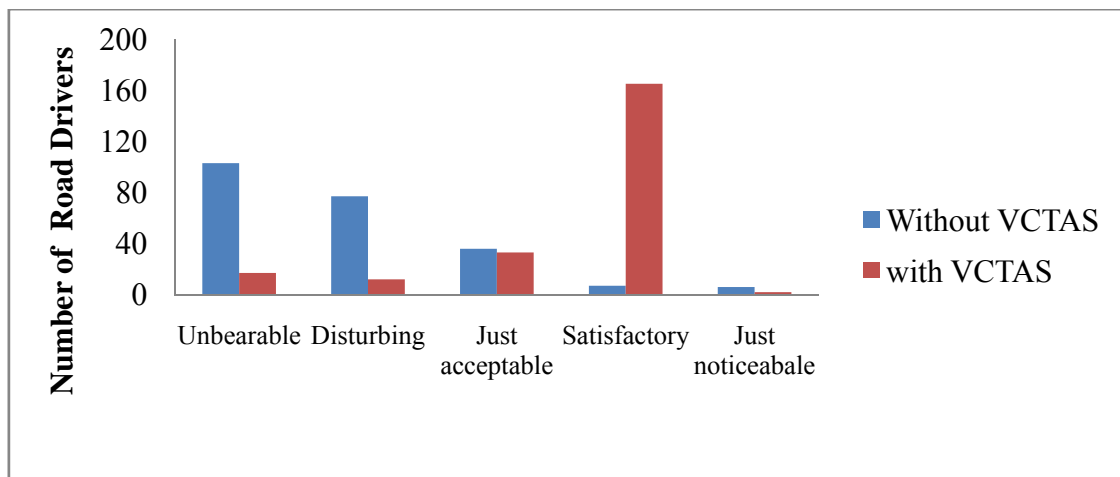 Number of Road Drivers
200
160
120
80
40
0
Unbearable
Disturbing
Just
acceptable
Satisfactory
Just
noticeabale
Without VCTAS
with VCTAS